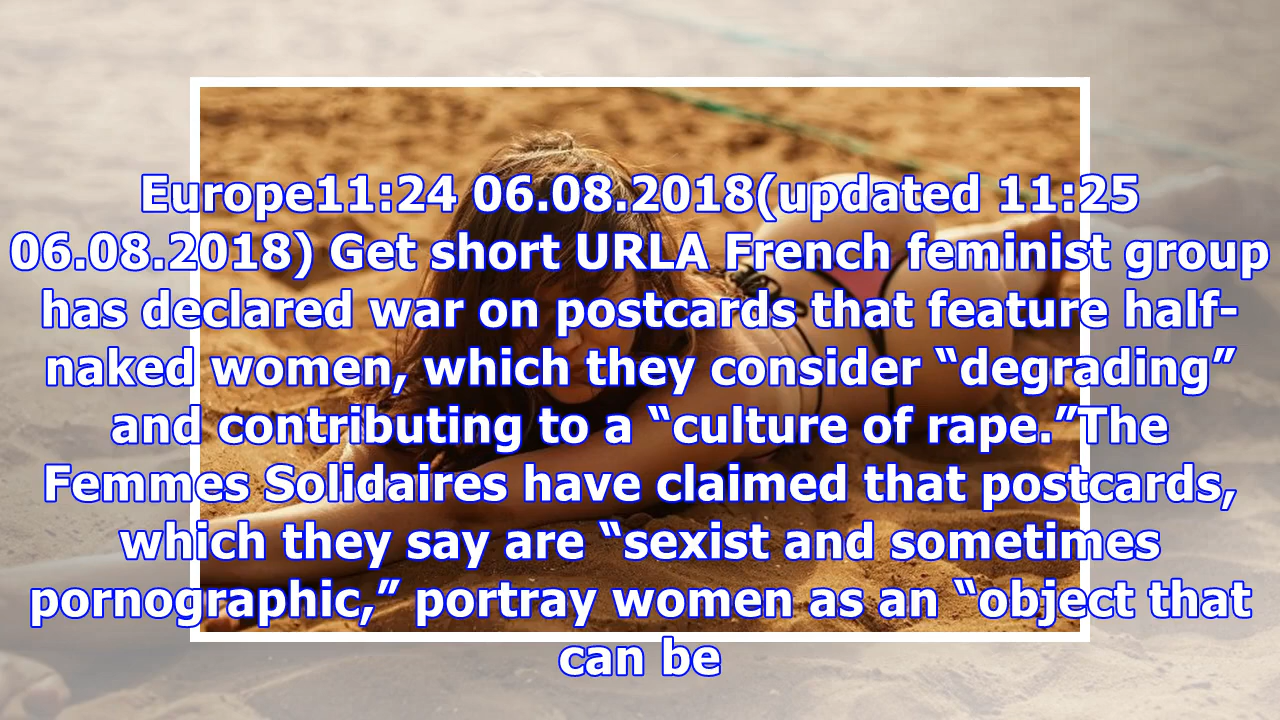 Europe11:24 06.08.2018(updated 11:25
06.08.2018) Get short URLA French feminist group
has declared war on postcards that feature half-
naked women, which they consider “degrading”
and contributing to a “culture of rape.”The
Femmes Solidaires have claimed that postcards,
which they say are “sexist and sometimes
pornographic,” portray women as an “object that
can be